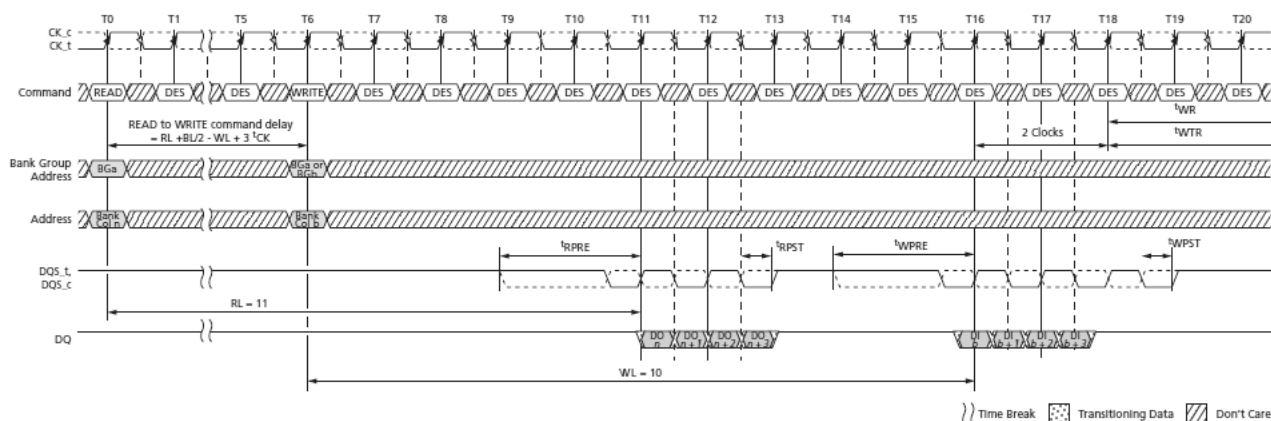 T0 T1 T5 T6 T7 T8 T9 T10 T11 T12 T13 T14 T15 T16 T17 T18 T19 T20
CK_c
CK_t
Command READ DES DES WRITE DES DES DES DES DES DES DES DES DES DES DES DES DES DES
tWR
READ to WRITE command delay
= RL +BL/2 - WL + 3 tCK
2 Clocks tWTR
Bank Group
Address
BGa
BGa or
BGb
Address
Bank
Col n
Bank
Col b
tRPRE tRPST tWPRE tWPST
DQS_t,
DQS_c
RL = 11
DQ
DO
n
DO
n + 1
DO
n + 2
DO
n + 3
DI
b
DI
b + 1
DI
b + 2
DI
b + 3
WL = 10
Time Break Transitioning Data Don't Care